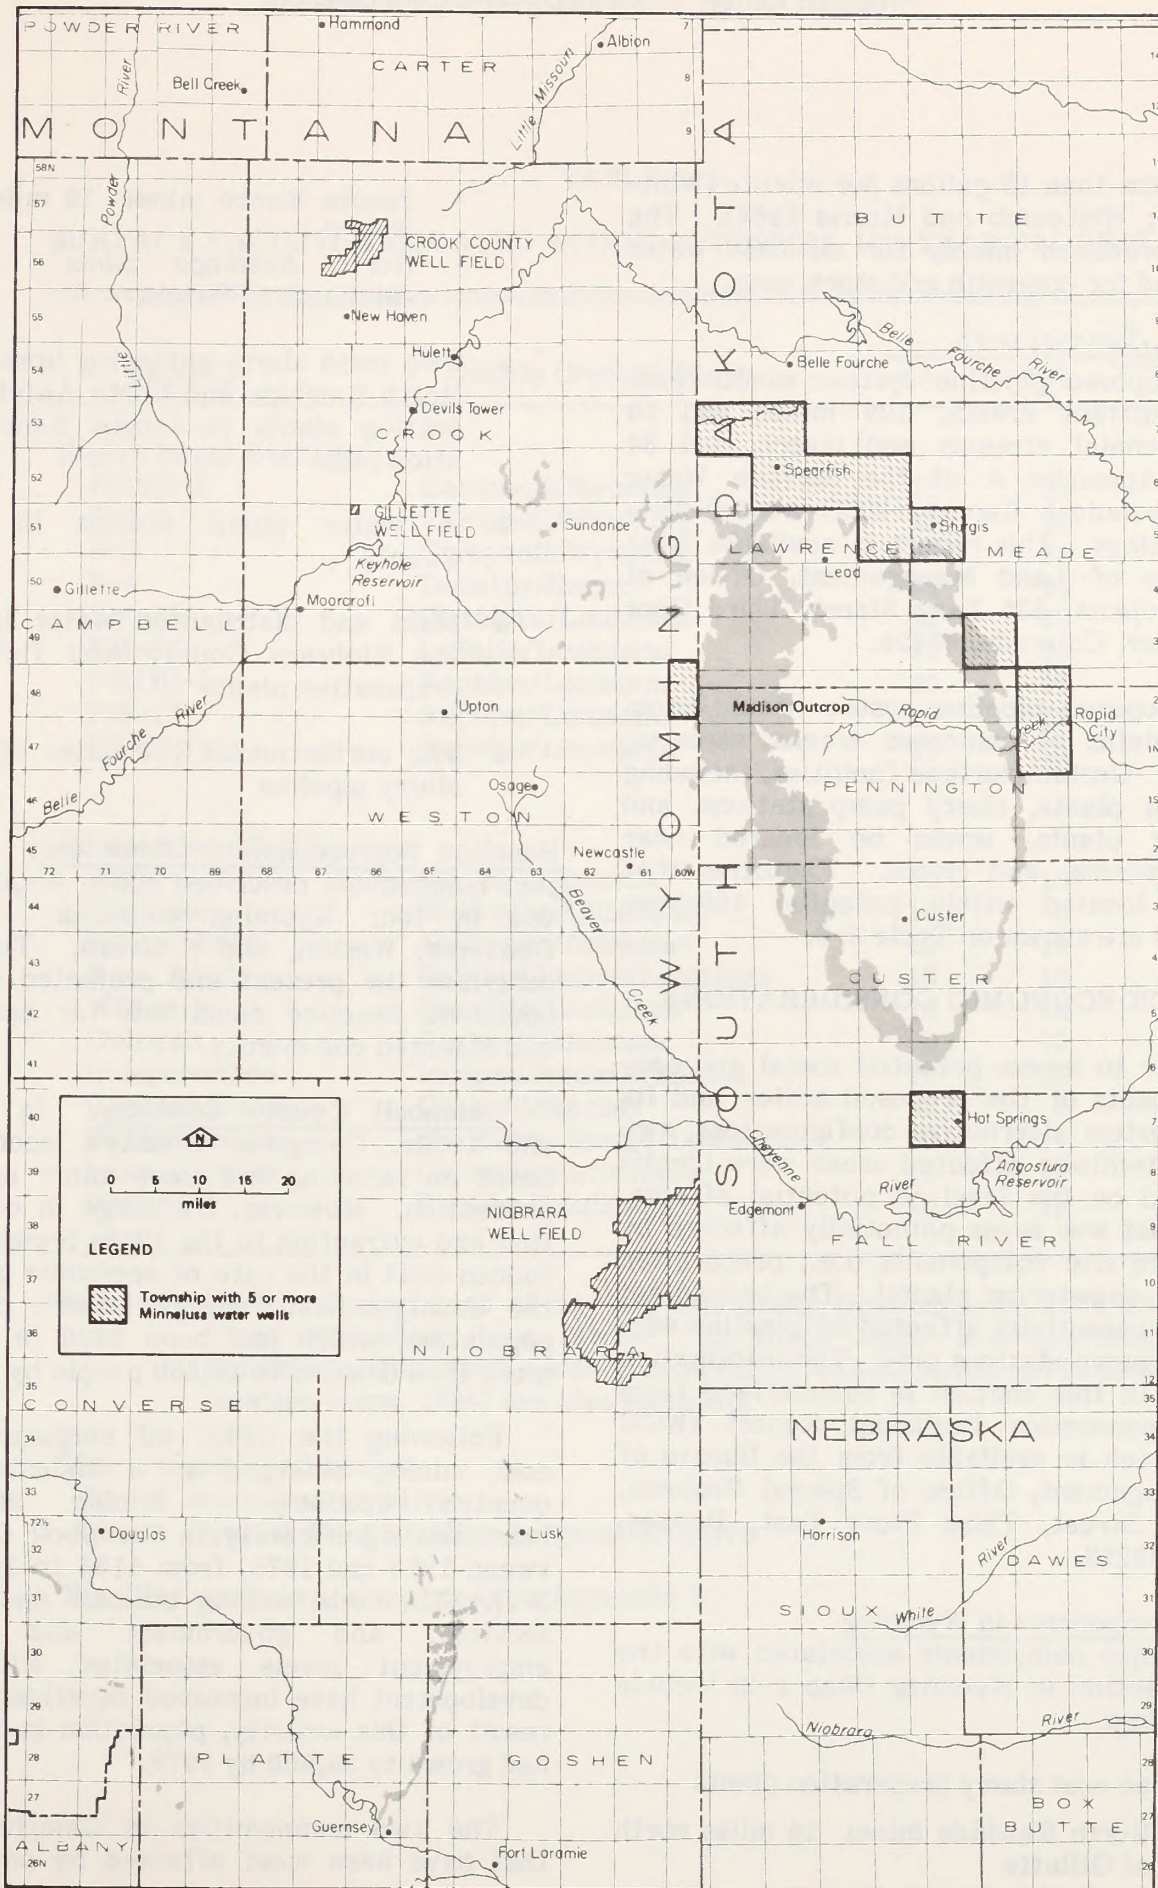 POWDER RIVER
Hammond
Albion
CARTER
Bell Creek
River
Little Missouri
MONTANA
7
8
9
58N
57
56
55
54
53
52
51
50
49
48
47
46
45
44
43
42
41
40
39
38
37
36
35
34
33
72½
32
31
30
29
28
27
26N
Powder
Little
CROOK COUNTY
WELL FIELD
New Haven
Hulett
Devils Tower
CROOK
GILLETTE
WELL FIELD
Keyhole
Reservoir
Sundance
Gillette
Moorcroft
CAMPBELL
Upton
Belle Fourche River
Osage
WESTON
Newcastle
72 71 70 69 68 67 66 65 64 63 62 61 60W
Beaver
Creek
WYOMING
SOUTH DAKOTA
BUTTE
Belle Fourche
Belle Fourche River
Spearfish
Sturgis
LAWRENCE
MEADE
Lead
Madison Outcrop
Rapid Creek
Rapid
City
1N
PENNINGTON
Custer
CUSTER
Hot Springs
Angostura
Reservoir
Cheyenne River
Edgemont
FALL RIVER
N
0 5 10 15 20
miles
LEGEND
Township with 5 or more
Minnelusa water wells
NIOBRARA
WELL FIELD
NIOBRARA
CONVERSE
Douglas
Lusk
NEBRASKA
Harrison
DAWES
SIOUX
White River
Niobrara River
BOX
BUTTE
PLATTE
GOSHEN
Guernsey
Fort Laramie
ALBANY